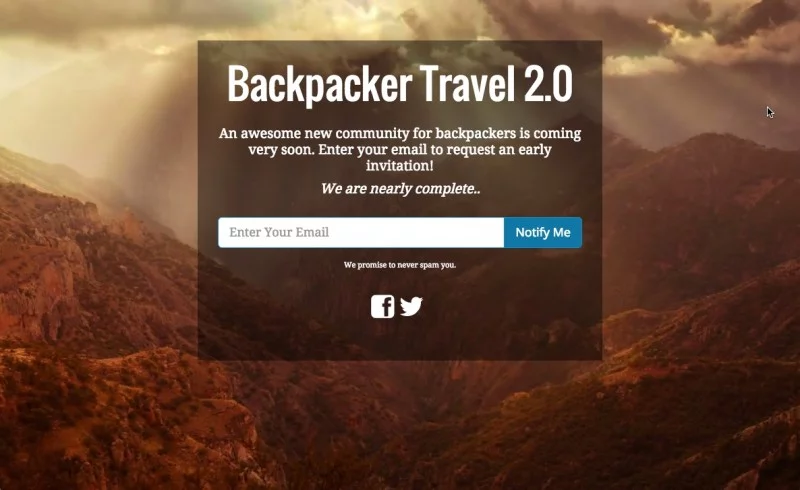 Backpacker Travel 2.0
An awesome new community for backpackers is coming
very soon. Enter your email to request an early
invitation!
We are nearly complete..
Enter Your Email
Notify Me
We promise to never spam you.